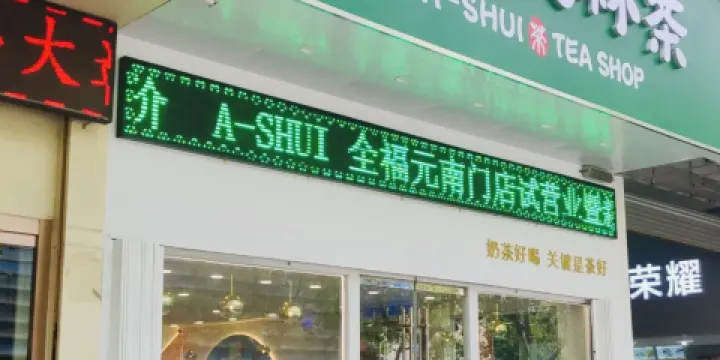 大
A-SHUI 茶 TEA SHOP
介 A-SHUI 全福元南门店试营业暨
奶茶好喝 关键是茶好
荣耀